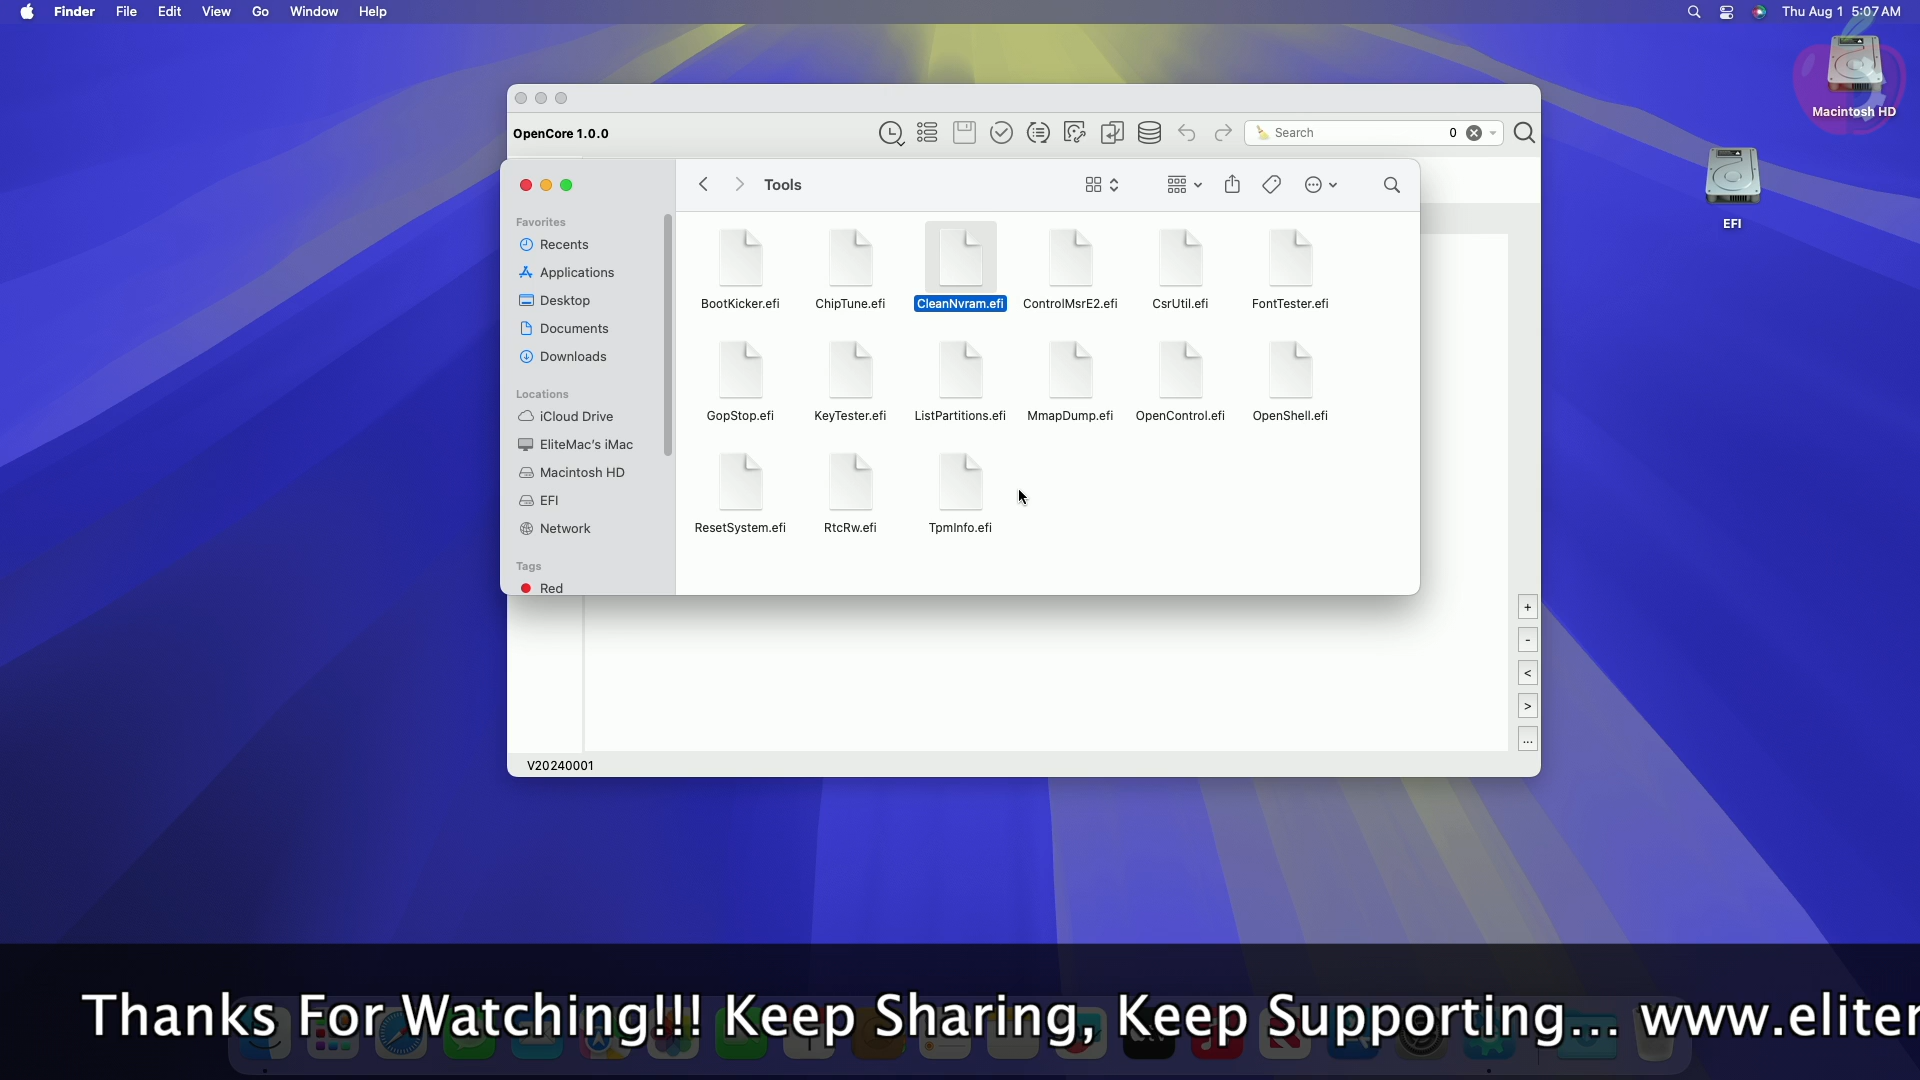 Finder File Edit View Go Window Help Thu Aug 1 5:07 AM
Macintosh HD
EFI
OpenCore 1.0.0 Search 0
Tools
Favorites
Recents
Applications
Desktop
Documents
Downloads
Locations
iCloud Drive
EliteMac's iMac
Macintosh HD
EFI
Network
Tags
Red
BootKicker.efi ChipTune.efi CleanNvram.efi ControlMsrE2.efi CsrUtil.efi FontTester.efi
GopStop.efi KeyTester.efi ListPartitions.efi MmapDump.efi OpenControl.efi OpenShell.efi
ResetSystem.efi RtcRw.efi TpmInfo.efi
+
-
<
>
...
V20240001
Thanks For Watching!!! Keep Sharing, Keep Supporting... www.eliter